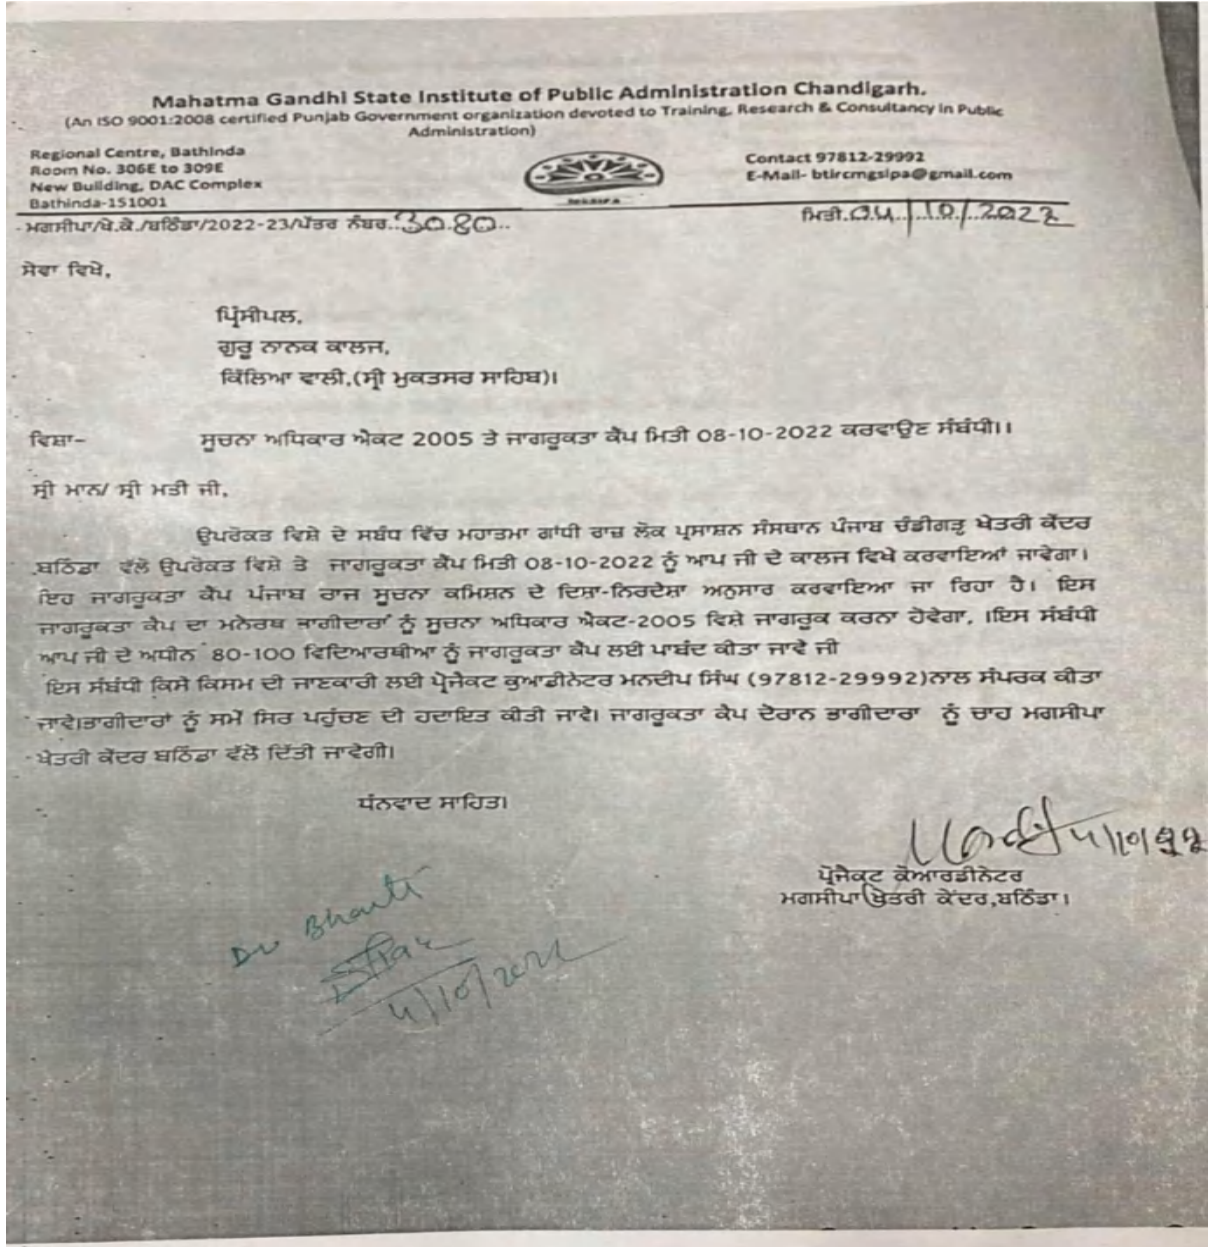 Mahatma Gandhi State Institute of Public Administration Chandigarh.
(An ISO 9001:2008 certified Punjab Government organization devoted to Training, Research & Consultancy in Public
Administration)
Regional Centre, Bathinda
Room No. 306E to 309E
New Building, DAC Complex
Bathinda-151001
Contact 97812-29992
E-Mail- btircmgsipa@gmail.com
ਮਗਸੀਪਾ/ਖੇ.ਕੇ./ਬਠਿੰਡਾ/2022-23/ਪੱਤਰ ਨੰਬਰ..3080..
ਮਿਤੀ.04/10/2022
ਸੇਵਾ ਵਿਖੇ,
ਪ੍ਰਿੰਸੀਪਲ,
ਗੁਰੂ ਨਾਨਕ ਕਾਲਜ,
ਕਿੱਲਿਆ ਵਾਲੀ,(ਸ੍ਰੀ ਮੁਕਤਸਰ ਸਾਹਿਬ)।
ਵਿਸ਼ਾ- ਸੂਚਨਾ ਅਧਿਕਾਰ ਐਕਟ 2005 ਤੇ ਜਾਗਰੂਕਤਾ ਕੈਂਪ ਮਿਤੀ 08-10-2022 ਕਰਵਾਉਣ ਸੰਬੰਧੀ।।
ਸ੍ਰੀ ਮਾਨ/ ਸ੍ਰੀ ਮਤੀ ਜੀ,
ਉਪਰੋਕਤ ਵਿਸ਼ੇ ਦੇ ਸਬੰਧ ਵਿੱਚ ਮਹਾਤਮਾ ਗਾਂਧੀ ਰਾਜ਼ ਲੋਕ ਪ੍ਰਸਾਸ਼ਨ ਸੰਸਥਾਨ ਪੰਜਾਬ ਚੰਡੀਗੜ੍ਹ ਖੇਤਰੀ ਕੇਂਦਰ
ਬਠਿੰਡਾ ਵੱਲੋ ਉਪਰੋਕਤ ਵਿਸ਼ੇ ਤੇ ਜਾਗਰੂਕਤਾ ਕੈਂਪ ਮਿਤੀ 08-10-2022 ਨੂੰ ਆਪ ਜੀ ਦੇ ਕਾਲਜ ਵਿਖੇ ਕਰਵਾਇਆਂ ਜਾਵੇਗਾ।
ਇਹ ਜਾਗਰੂਕਤਾ ਕੈਂਪ ਪੰਜਾਬ ਰਾਜ ਸੂਚਨਾ ਕਮਿਸ਼ਨ ਦੇ ਦਿਸ਼ਾ-ਨਿਰਦੇਸ਼ਾ ਅਨੁਸਾਰ ਕਰਵਾਇਆ ਜਾ ਰਿਹਾ ਹੈ। ਇਸ
ਜਾਗਰੂਕਤਾ ਕੈਂਪ ਦਾ ਮਨੋਰਥ ਭਾਗੀਦਾਰਾਂ ਨੂੰ ਸੂਚਨਾ ਅਧਿਕਾਰ ਐਕਟ-2005 ਵਿਸ਼ੇ ਜਾਗਰੂਕ ਕਰਨਾ ਹੋਵੇਗਾ, ।ਇਸ ਸੰਬੰਧੀ
ਆਪ ਜੀ ਦੇ ਅਧੀਨ 80-100 ਵਿਦਿਆਰਥੀਆ ਨੂੰ ਜਾਗਰੂਕਤਾ ਕੈਂਪ ਲਈ ਪਾਬੰਦ ਕੀਤਾ ਜਾਵੇ ਜੀ
ਇਸ ਸੰਬੰਧੀ ਕਿਸੇ ਕਿਸਮ ਦੀ ਜਾਣਕਾਰੀ ਲਈ ਪ੍ਰੋਜੈਕਟ ਕੁਆਡੀਨੇਟਰ ਮਨਦੀਪ ਸਿੰਘ (97812-29992)ਨਾਲ ਸੰਪਰਕ ਕੀਤਾ
ਜਾਵੇ।ਭਾਗੀਦਾਰਾਂ ਨੂੰ ਸਮੇਂ ਸਿਰ ਪਹੁੰਚਣ ਦੀ ਹਦਾਇਤ ਕੀਤੀ ਜਾਵੇ। ਜਾਗਰੂਕਤਾ ਕੈਂਪ ਦੋਰਾਨ ਭਾਗੀਦਾਰਾ ਨੂੰ ਚਾਹ ਮਗਸੀਪਾ
ਖੇਤਰੀ ਕੇਂਦਰ ਬਠਿੰਡਾ ਵੱਲੋਂ ਦਿੱਤੀ ਜਾਵੇਗੀ।
ਧੰਨਵਾਦ ਸਾਹਿਤ।
4/10/22
ਪ੍ਰੋਜੈਕਟ ਕੋਆਰਡੀਨੇਟਰ
ਮਗਸੀਪਾ ਖੇਤਰੀ ਕੇਂਦਰ,ਬਠਿੰਡਾ।
Dr Bharti
4/10/2022